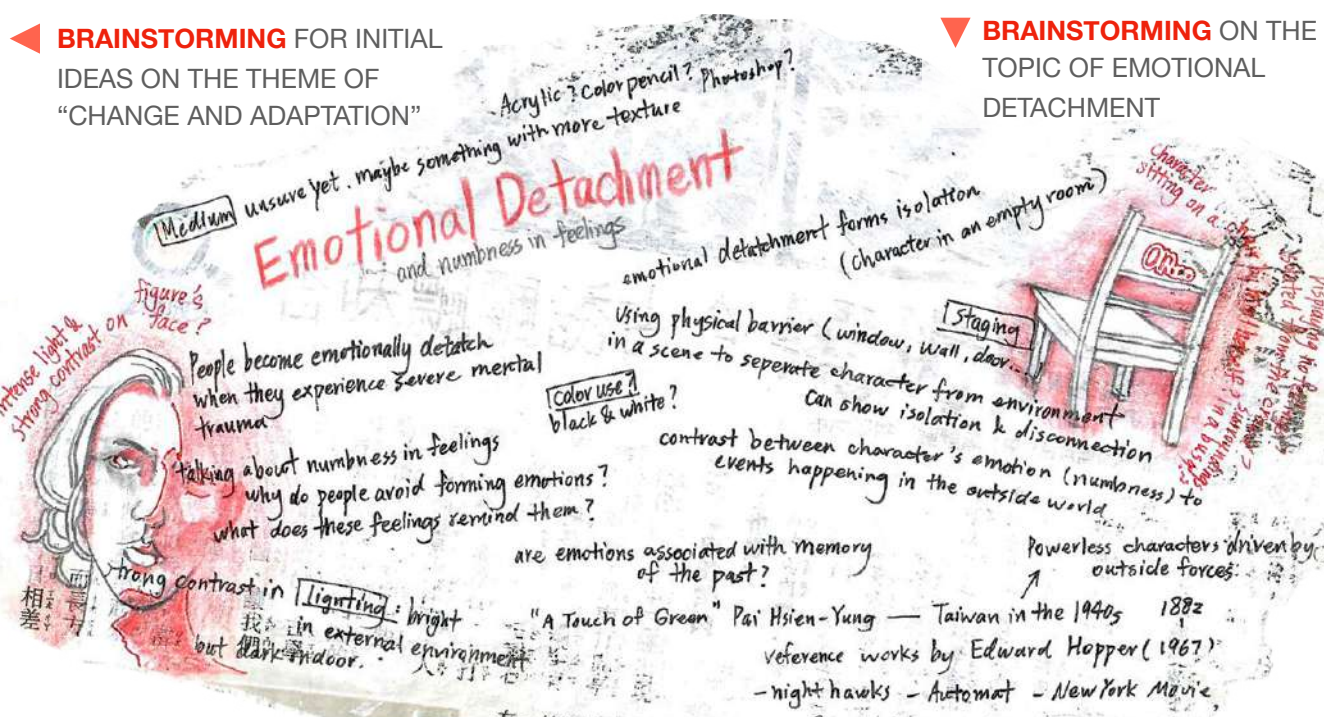 BRAINSTORMING FOR INITIAL
IDEAS ON THE THEME OF
“CHANGE AND ADAPTATION”
BRAINSTORMING ON THE
TOPIC OF EMOTIONAL
DETACHMENT
Acrylic? Color pencil? Photoshop?
Medium unsure yet. maybe something with more texture
Emotional Detachment
and numbness in feelings
emotional detatchment forms isolation
(character in an empty room)
intense light &
strong contrast on
figure's
face?
People become emotionally detatch
when they experience severe mental
trauma
talking about numbness in feelings
why do people avoid forming emotions?
what does these feelings remind them?
color use?
black & white?
Staging
Using physical barrier (window, wall, door...
in a scene to seperate character from environment
can show isolation & disconnection
contrast between character's emotion (numbness) to
events happening in the outside world
character
sitting on a
OR...
are emotions associated with memory
of the past?
strong contrast in lighting: bright
in external environment
but dark indoor.
Powerless characters driven by
outside forces.
"A Touch of Green" Pai Hsien-Yung — Taiwan in the 1940s
1882
reference works by Edward Hopper (1967)
- night hawks - Automat - New York Movie,
相差
我
們